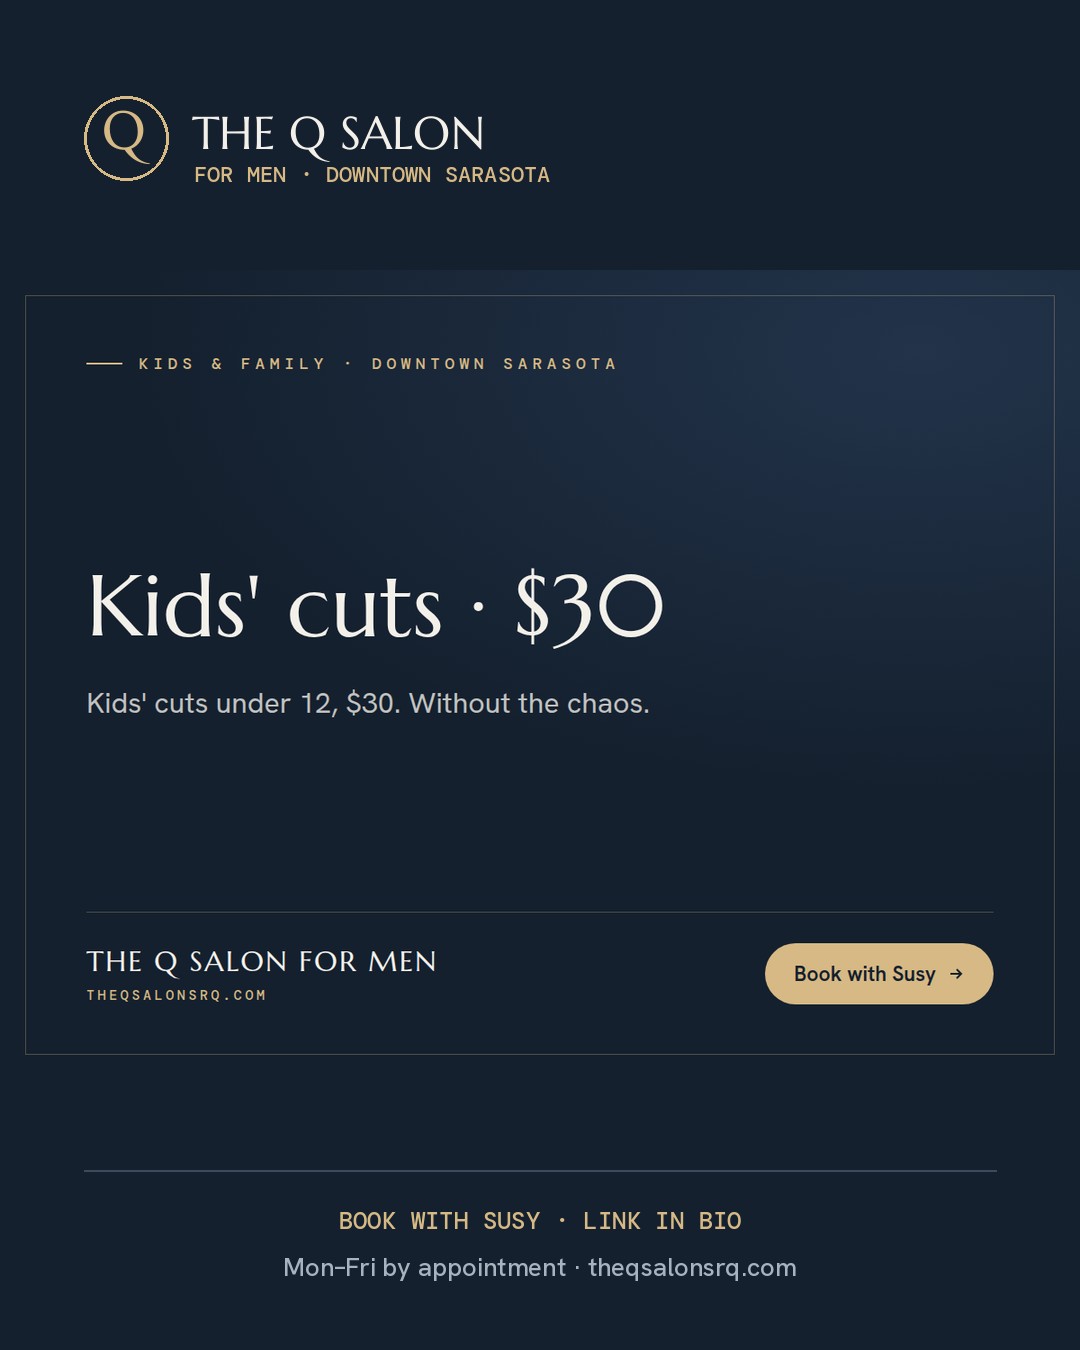 Q
THE Q SALON
FOR MEN · DOWNTOWN SARASOTA
KIDS & FAMILY · DOWNTOWN SARASOTA
Kids' cuts · $30
Kids' cuts under 12, $30. Without the chaos.
THE Q SALON FOR MEN
THEQSALONSRQ.COM
Book with Susy →
BOOK WITH SUSY · LINK IN BIO
Mon–Fri by appointment · theqsalonsrq.com